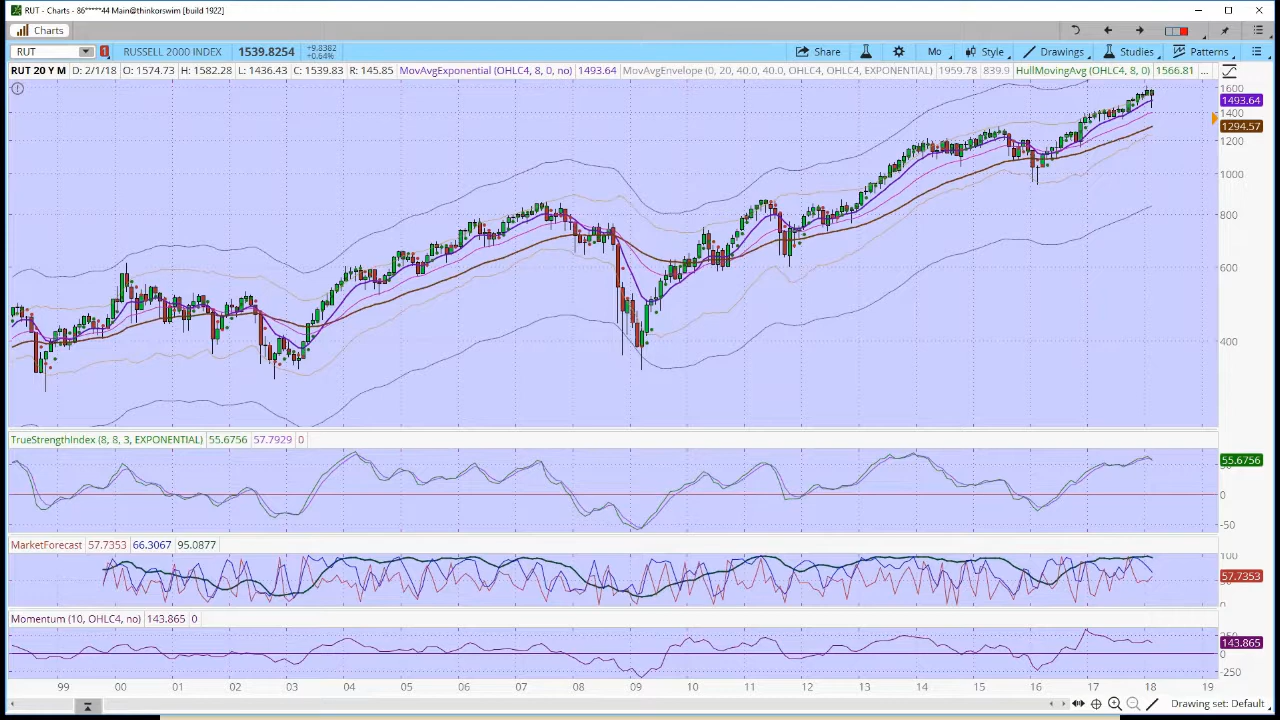 RUT - Charts - 86*****44 Main@thinkorswim [build 1922]
Charts
RUT 1 RUSSELL 2000 INDEX 1539.8254 +9.8382 +0.64% Share Mo Style Drawings Studies Patterns
RUT 20 Y M D: 2/1/18 O: 1574.73 H: 1582.28 L: 1436.43 C: 1539.83 R: 145.85 MovAvgExponential (OHLC4, 8, 0, no) 1493.64 MovAvgEnvelope (0, 20, 40.0, 40.0, OHLC4, OHLC4, EXPONENTIAL) 1959.78 839.9 HullMovingAvg (OHLC4, 8, 0) 1566.81 ...
1600
1493.64
1400
1294.57
1200
1000
800
600
400
TrueStrengthIndex (8, 8, 3, EXPONENTIAL) 55.6756 57.7929 0
55.6756
0
-50
MarketForecast 57.7353 66.3067 95.0877
100
57.7353
0
Momentum (10, OHLC4, no) 143.865 0
250
143.865
0
-250
99 00 01 02 03 04 05 06 07 08 09 10 11 12 13 14 15 16 17 18 19
Drawing set: Default